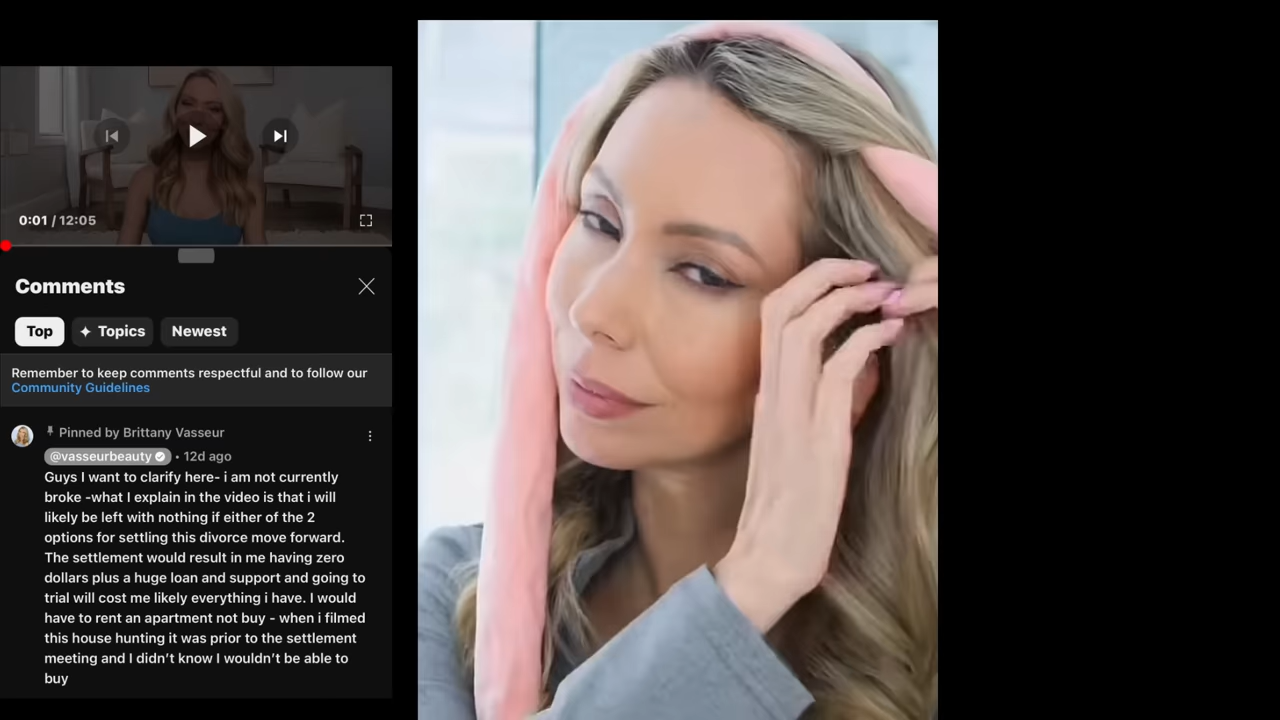 0:01 / 12:05
Comments
Top
Topics
Newest
Remember to keep comments respectful and to follow our
Community Guidelines
Pinned by Brittany Vasseur
@vasseurbeauty • 12d ago
Guys I want to clarify here- i am not currently
broke -what I explain in the video is that i will
likely be left with nothing if either of the 2
options for settling this divorce move forward.
The settlement would result in me having zero
dollars plus a huge loan and support and going to
trial will cost me likely everything i have. I would
have to rent an apartment not buy - when i filmed
this house hunting it was prior to the settlement
meeting and I didn't know I wouldn't be able to
buy